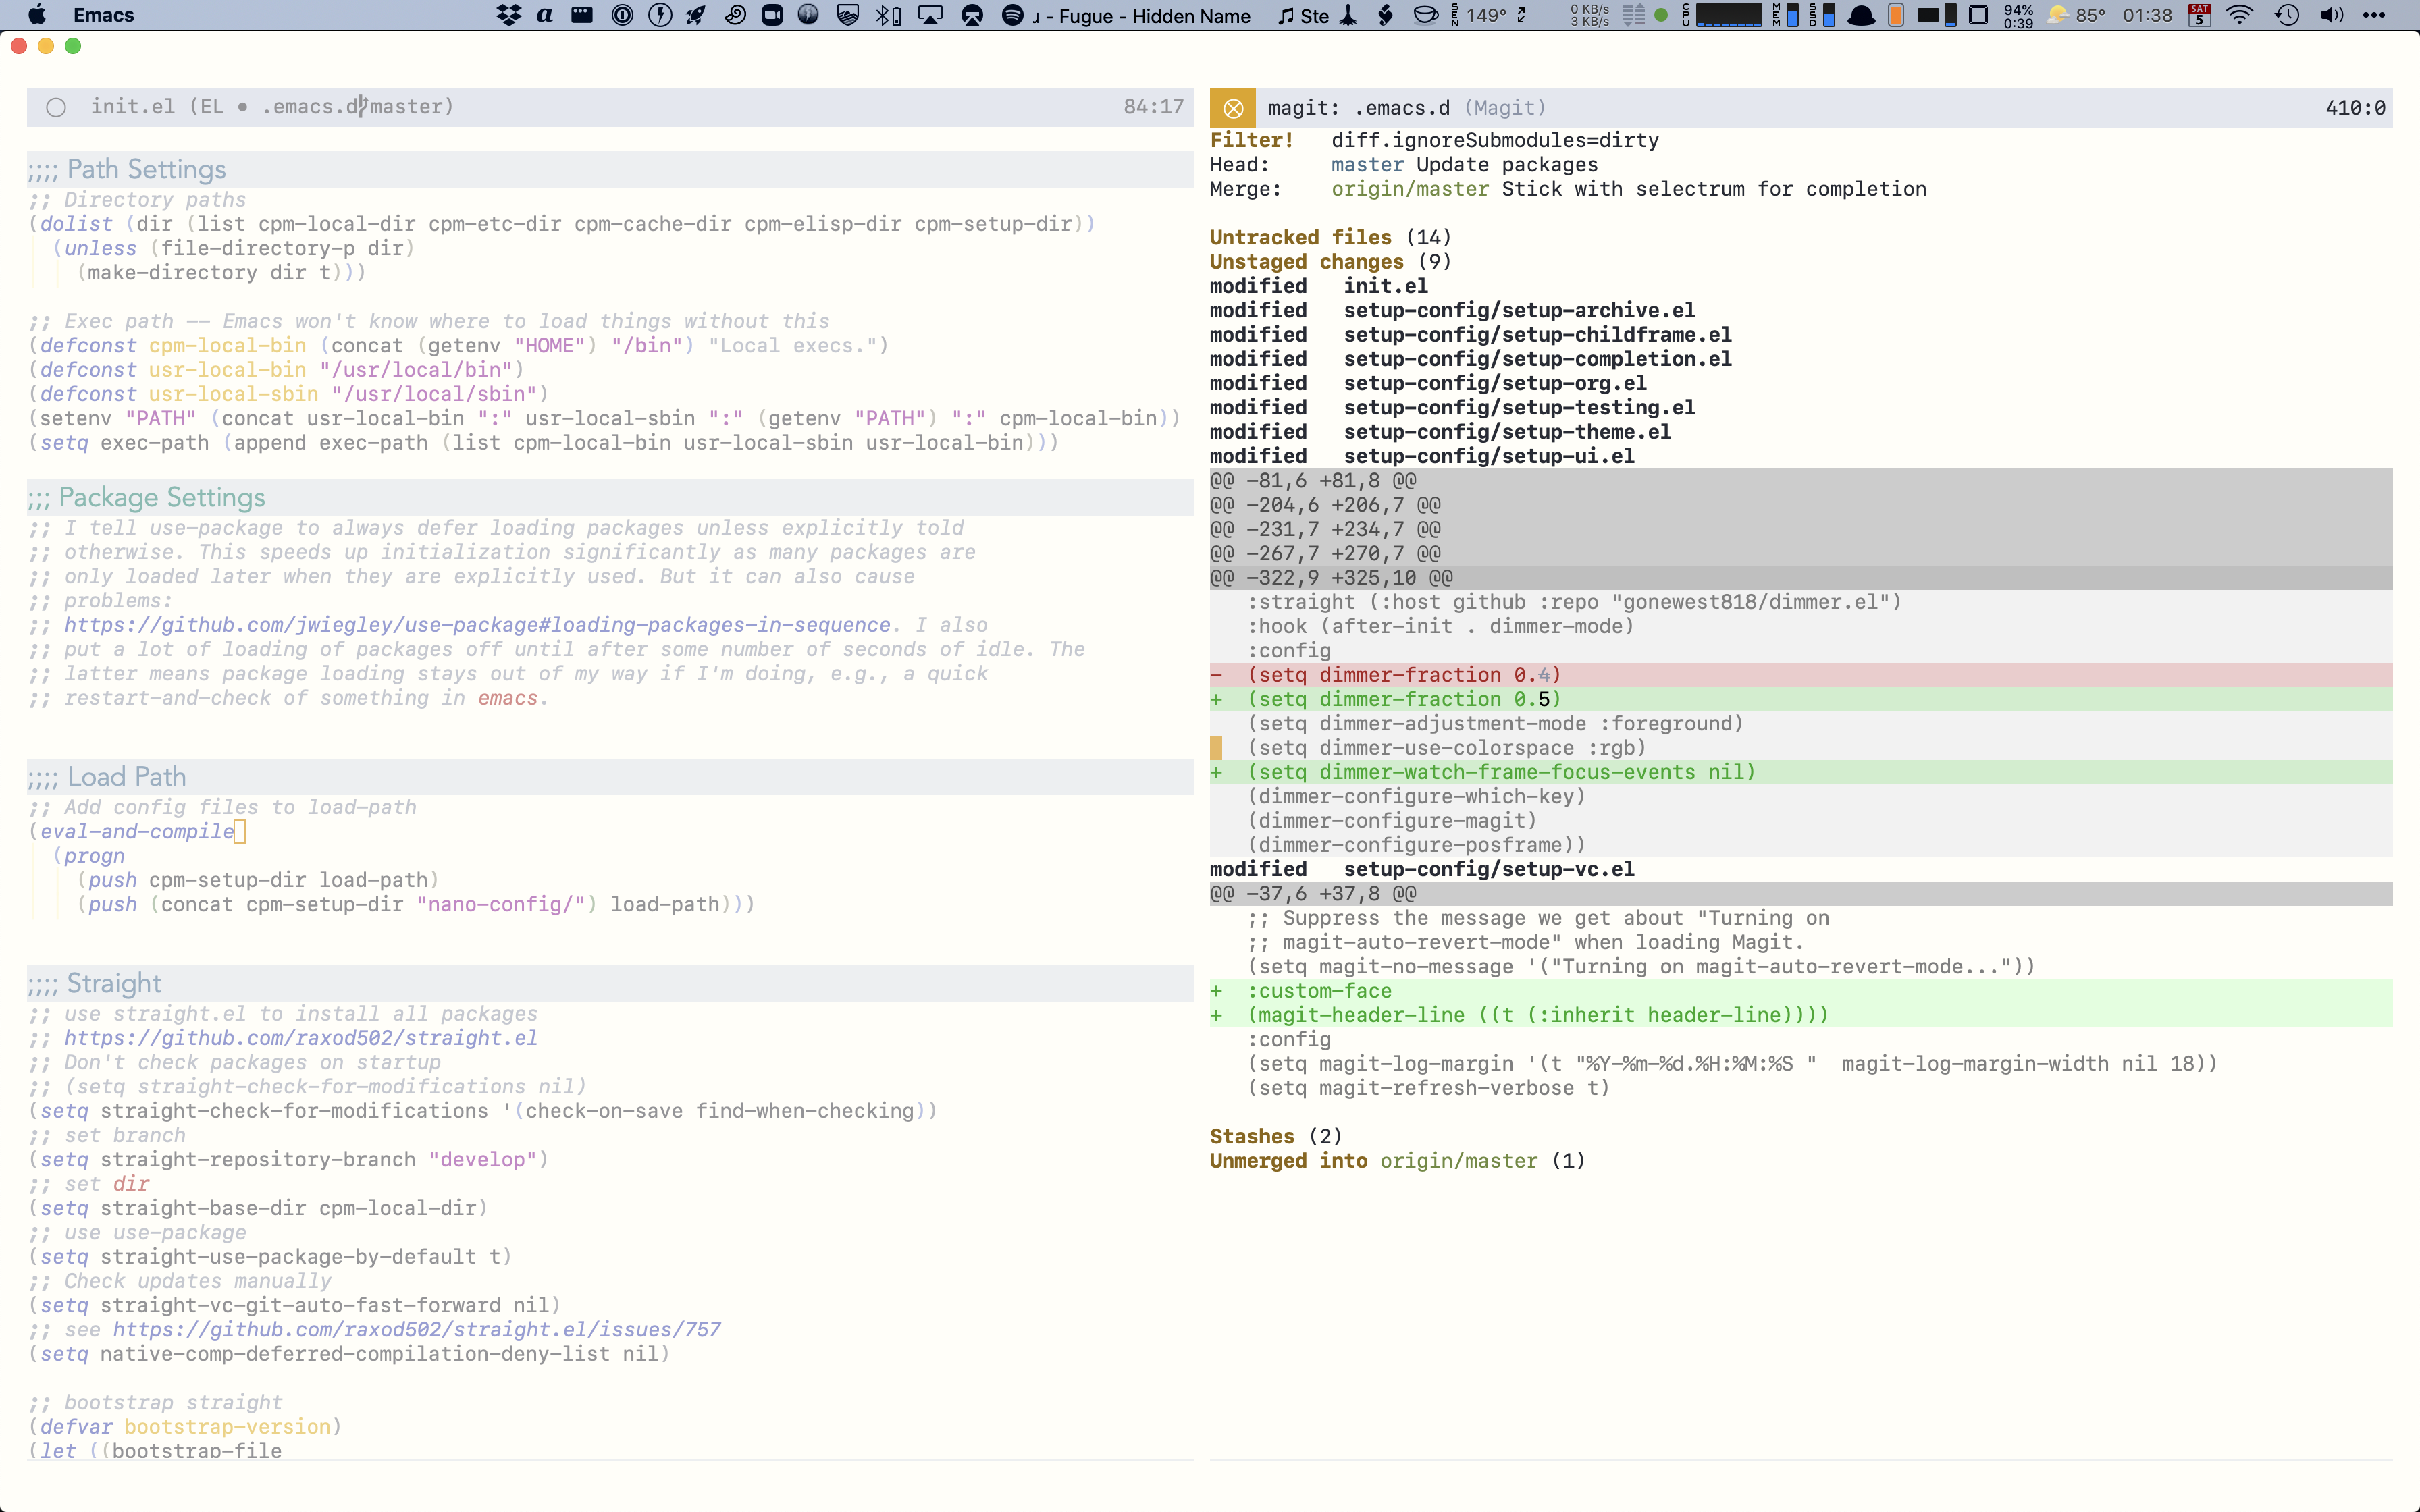 Emacs
- Fugue - Hidden Name
Ste
SEN 149°
0 KB/s
3 KB/s
CPU
MEM
SSD
94%
0:39
85°
01:38
SAT
5
init.el (EL • .emacs.d master)
84:17
;;;; Path Settings
;; Directory paths
(dolist (dir (list cpm-local-dir cpm-etc-dir cpm-cache-dir cpm-elisp-dir cpm-setup-dir))
(unless (file-directory-p dir)
(make-directory dir t)))
;; Exec path -- Emacs won't know where to load things without this
(defconst cpm-local-bin (concat (getenv "HOME") "/bin") "Local execs.")
(defconst usr-local-bin "/usr/local/bin")
(defconst usr-local-sbin "/usr/local/sbin")
(setenv "PATH" (concat usr-local-bin ":" usr-local-sbin ":" (getenv "PATH") ":" cpm-local-bin))
(setq exec-path (append exec-path (list cpm-local-bin usr-local-sbin usr-local-bin)))
;;; Package Settings
;; I tell use-package to always defer loading packages unless explicitly told
;; otherwise. This speeds up initialization significantly as many packages are
;; only loaded later when they are explicitly used. But it can also cause
;; problems:
;; https://github.com/jwiegley/use-package#loading-packages-in-sequence. I also
;; put a lot of loading of packages off until after some number of seconds of idle. The
;; latter means package loading stays out of my way if I'm doing, e.g., a quick
;; restart-and-check of something in emacs.
;;;; Load Path
;; Add config files to load-path
(eval-and-compile
(progn
(push cpm-setup-dir load-path)
(push (concat cpm-setup-dir "nano-config/") load-path)))
;;;; Straight
;; use straight.el to install all packages
;; https://github.com/raxod502/straight.el
;; Don't check packages on startup
;; (setq straight-check-for-modifications nil)
(setq straight-check-for-modifications '(check-on-save find-when-checking))
;; set branch
(setq straight-repository-branch "develop")
;; set dir
(setq straight-base-dir cpm-local-dir)
;; use use-package
(setq straight-use-package-by-default t)
;; Check updates manually
(setq straight-vc-git-auto-fast-forward nil)
;; see https://github.com/raxod502/straight.el/issues/757
(setq native-comp-deferred-compilation-deny-list nil)
;; bootstrap straight
(defvar bootstrap-version)
(let ((bootstrap-file
magit: .emacs.d (Magit)
410:0
Filter! diff.ignoreSubmodules=dirty
Head: master Update packages
Merge: origin/master Stick with selectrum for completion
Untracked files (14)
Unstaged changes (9)
modified init.el
modified setup-config/setup-archive.el
modified setup-config/setup-childframe.el
modified setup-config/setup-completion.el
modified setup-config/setup-org.el
modified setup-config/setup-testing.el
modified setup-config/setup-theme.el
modified setup-config/setup-ui.el
@@ -81,6 +81,8 @@
@@ -204,6 +206,7 @@
@@ -231,7 +234,7 @@
@@ -267,7 +270,7 @@
@@ -322,9 +325,10 @@
:straight (:host github :repo "gonewest818/dimmer.el")
:hook (after-init . dimmer-mode)
:config
- (setq dimmer-fraction 0.4)
+ (setq dimmer-fraction 0.5)
(setq dimmer-adjustment-mode :foreground)
(setq dimmer-use-colorspace :rgb)
+ (setq dimmer-watch-frame-focus-events nil)
(dimmer-configure-which-key)
(dimmer-configure-magit)
(dimmer-configure-posframe))
modified setup-config/setup-vc.el
@@ -37,6 +37,8 @@
;; Suppress the message we get about "Turning on
;; magit-auto-revert-mode" when loading Magit.
(setq magit-no-message '("Turning on magit-auto-revert-mode..."))
+ :custom-face
+ (magit-header-line ((t (:inherit header-line))))
:config
(setq magit-log-margin '(t "%Y-%m-%d.%H:%M:%S " magit-log-margin-width nil 18))
(setq magit-refresh-verbose t)
Stashes (2)
Unmerged into origin/master (1)